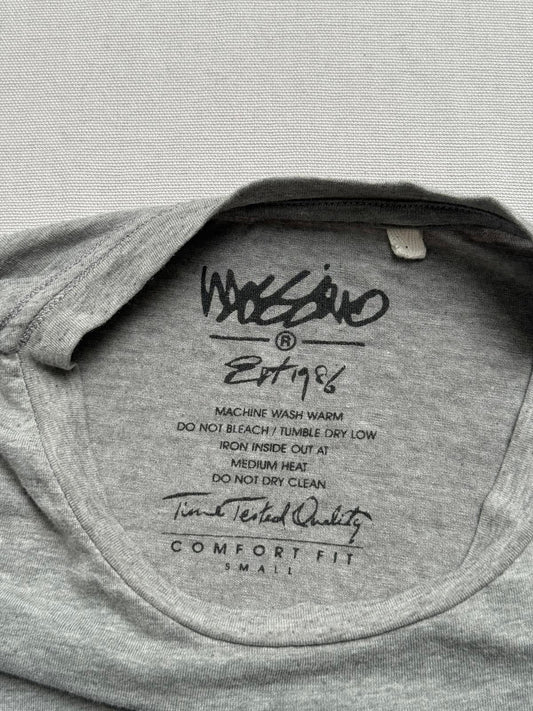 Mossimo
®
Est 1986
MACHINE WASH WARM
DO NOT BLEACH / TUMBLE DRY LOW
IRON INSIDE OUT AT
MEDIUM HEAT
DO NOT DRY CLEAN
Time Tested Quality
COMFORT FIT
SMALL